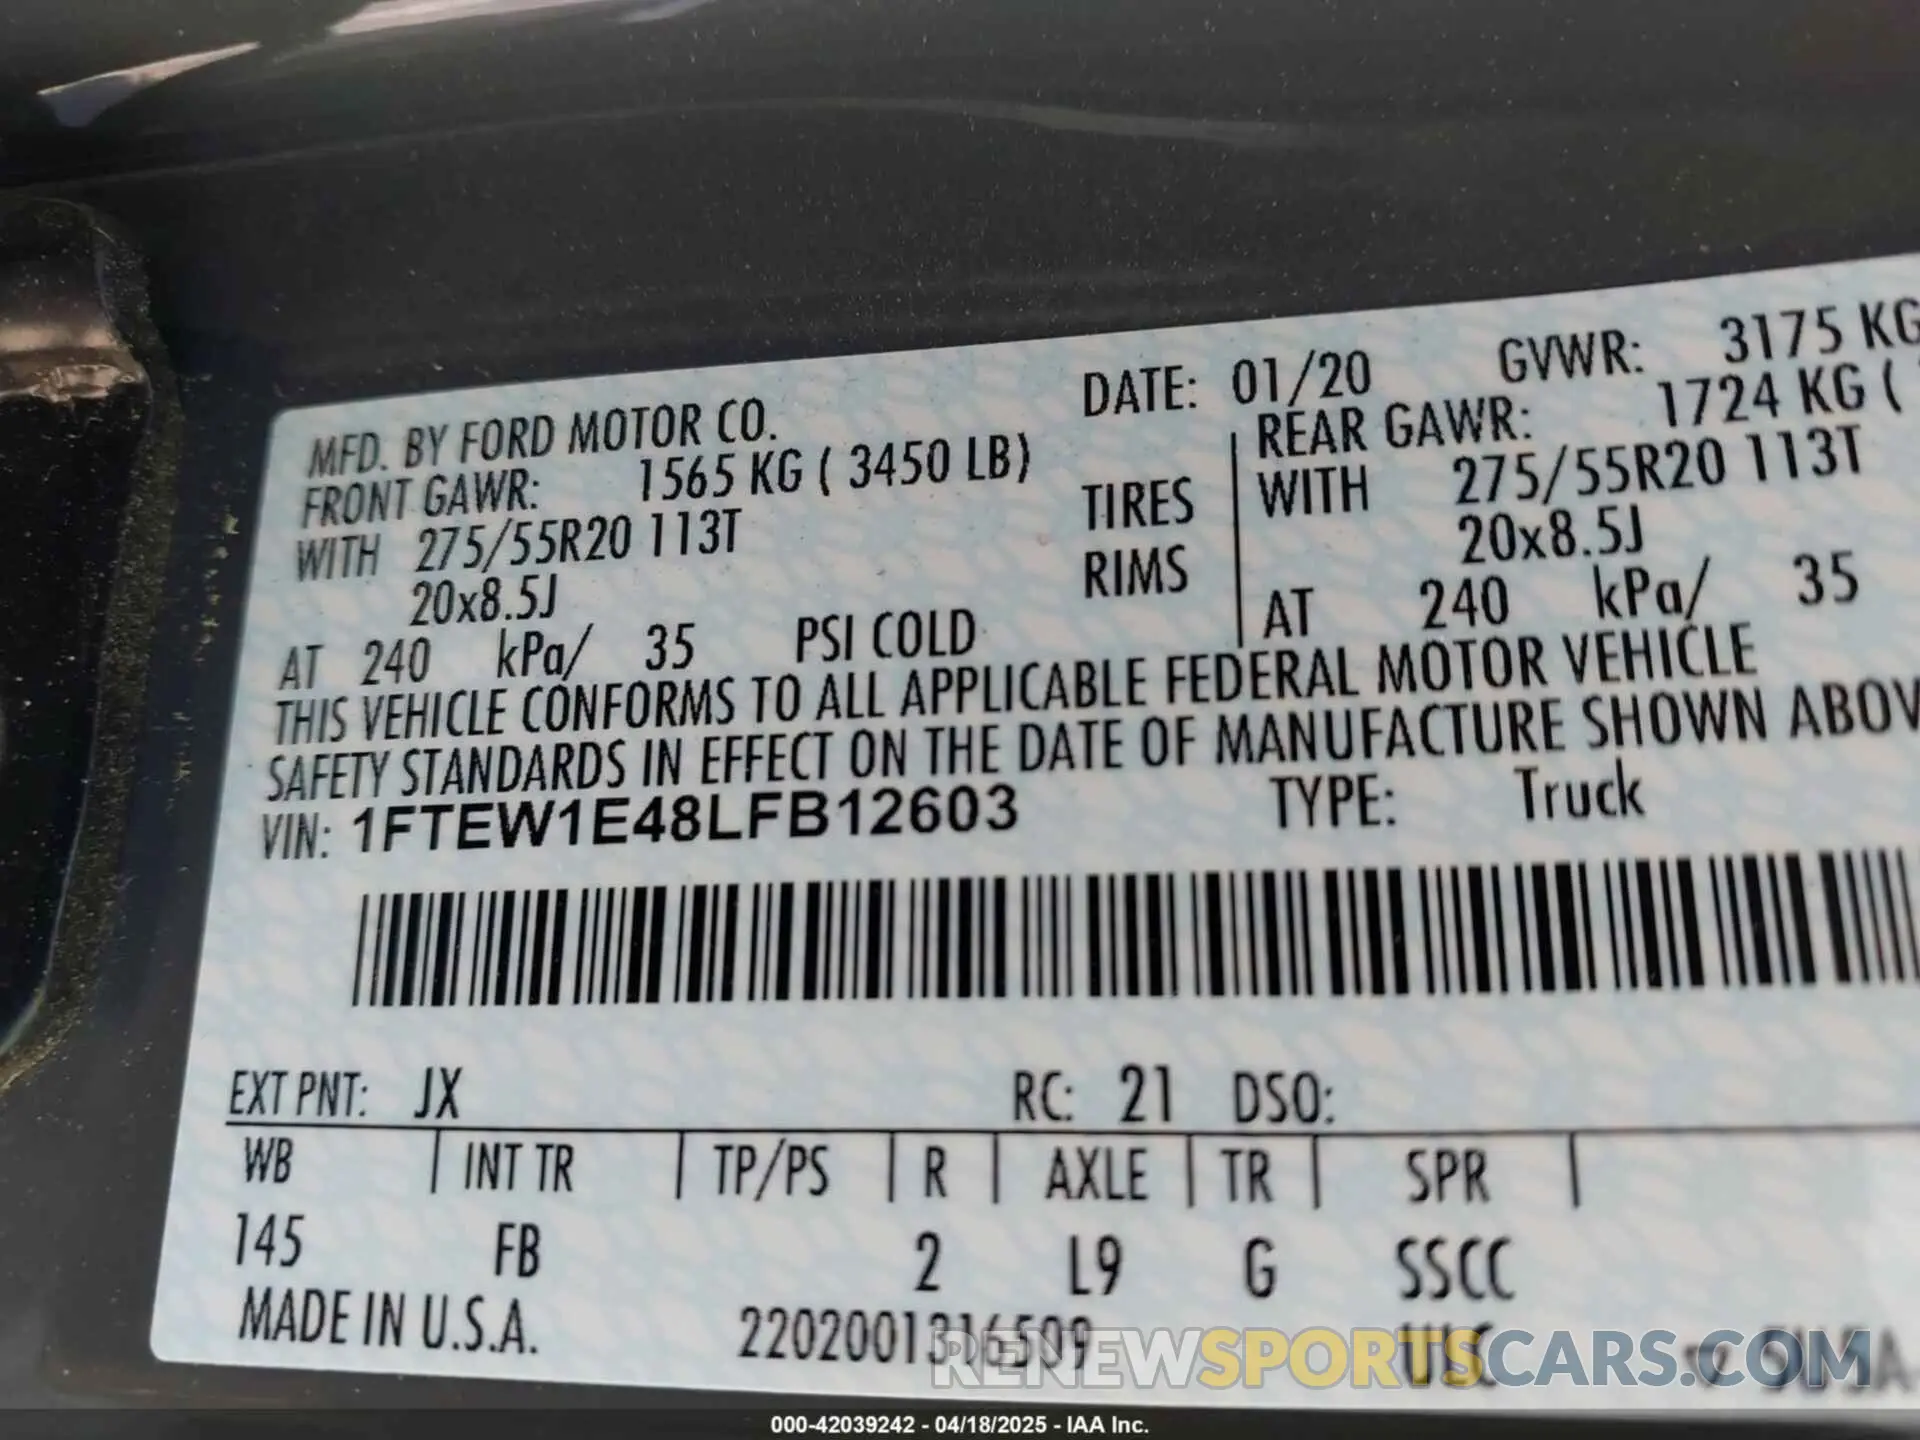 MFD. BY FORD MOTOR CO. DATE: 01/20 GVWR: 3175 KG
FRONT GAWR: 1565 KG ( 3450 LB) REAR GAWR: 1724 KG (
WITH 275/55R20 113T TIRES WITH 275/55R20 113T
20x8.5J RIMS 20x8.5J
AT 240 kPa/ 35 PSI COLD AT 240 kPa/ 35
THIS VEHICLE CONFORMS TO ALL APPLICABLE FEDERAL MOTOR VEHICLE
SAFETY STANDARDS IN EFFECT ON THE DATE OF MANUFACTURE SHOWN ABOV
VIN: 1FTEW1E48LFB12603 TYPE: Truck
EXT PNT: JX RC: 21 DSO:
WB | INT TR | TP/PS | R | AXLE | TR | SPR |
145 FB 2 L9 G SSCC
MADE IN U.S.A. 2202001316509
RENEWSPORTSCARS.COM
000-42039242 - 04/18/2025 - IAA Inc.